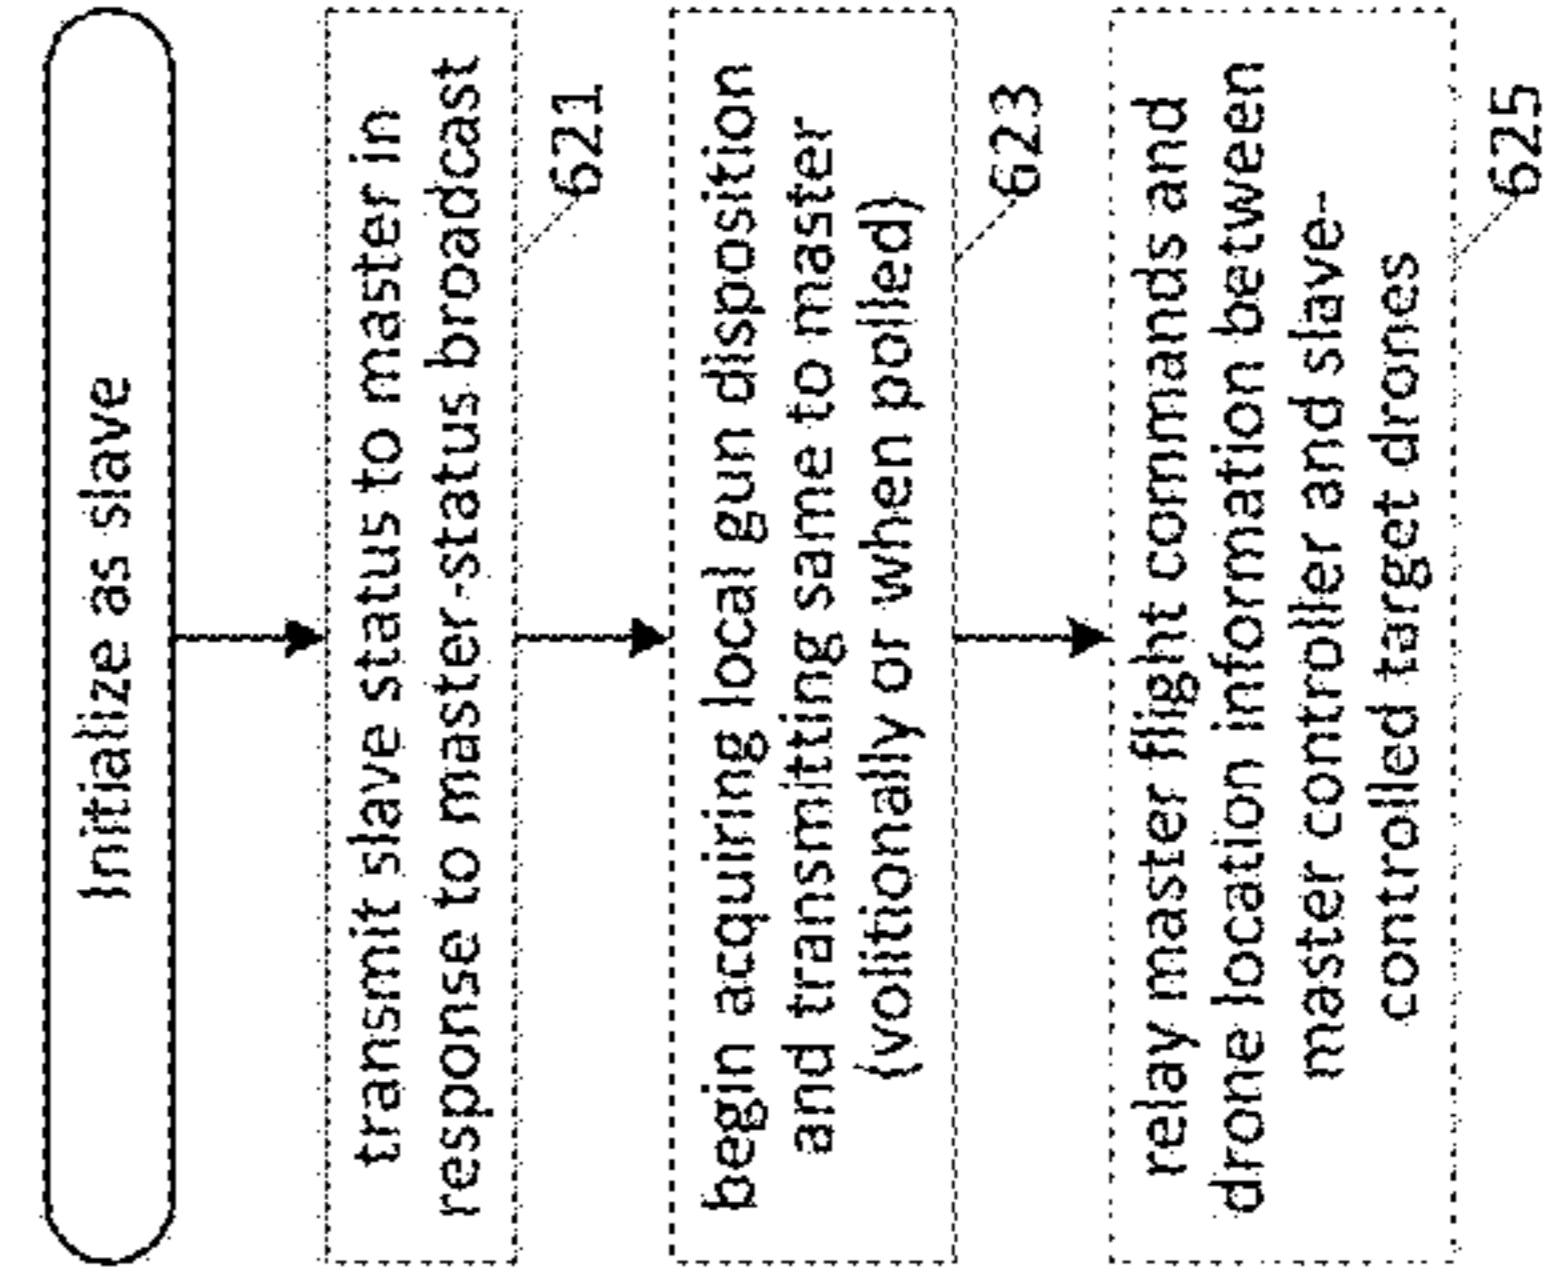 Initialize as slave
transmit slave status to master in
response to master-status broadcast
621
begin acquiring local gun disposition
and transmitting same to master
(volitionally or when polled)
623
relay master flight commands and
drone location information between
master controller and slave-
controlled target drones
625